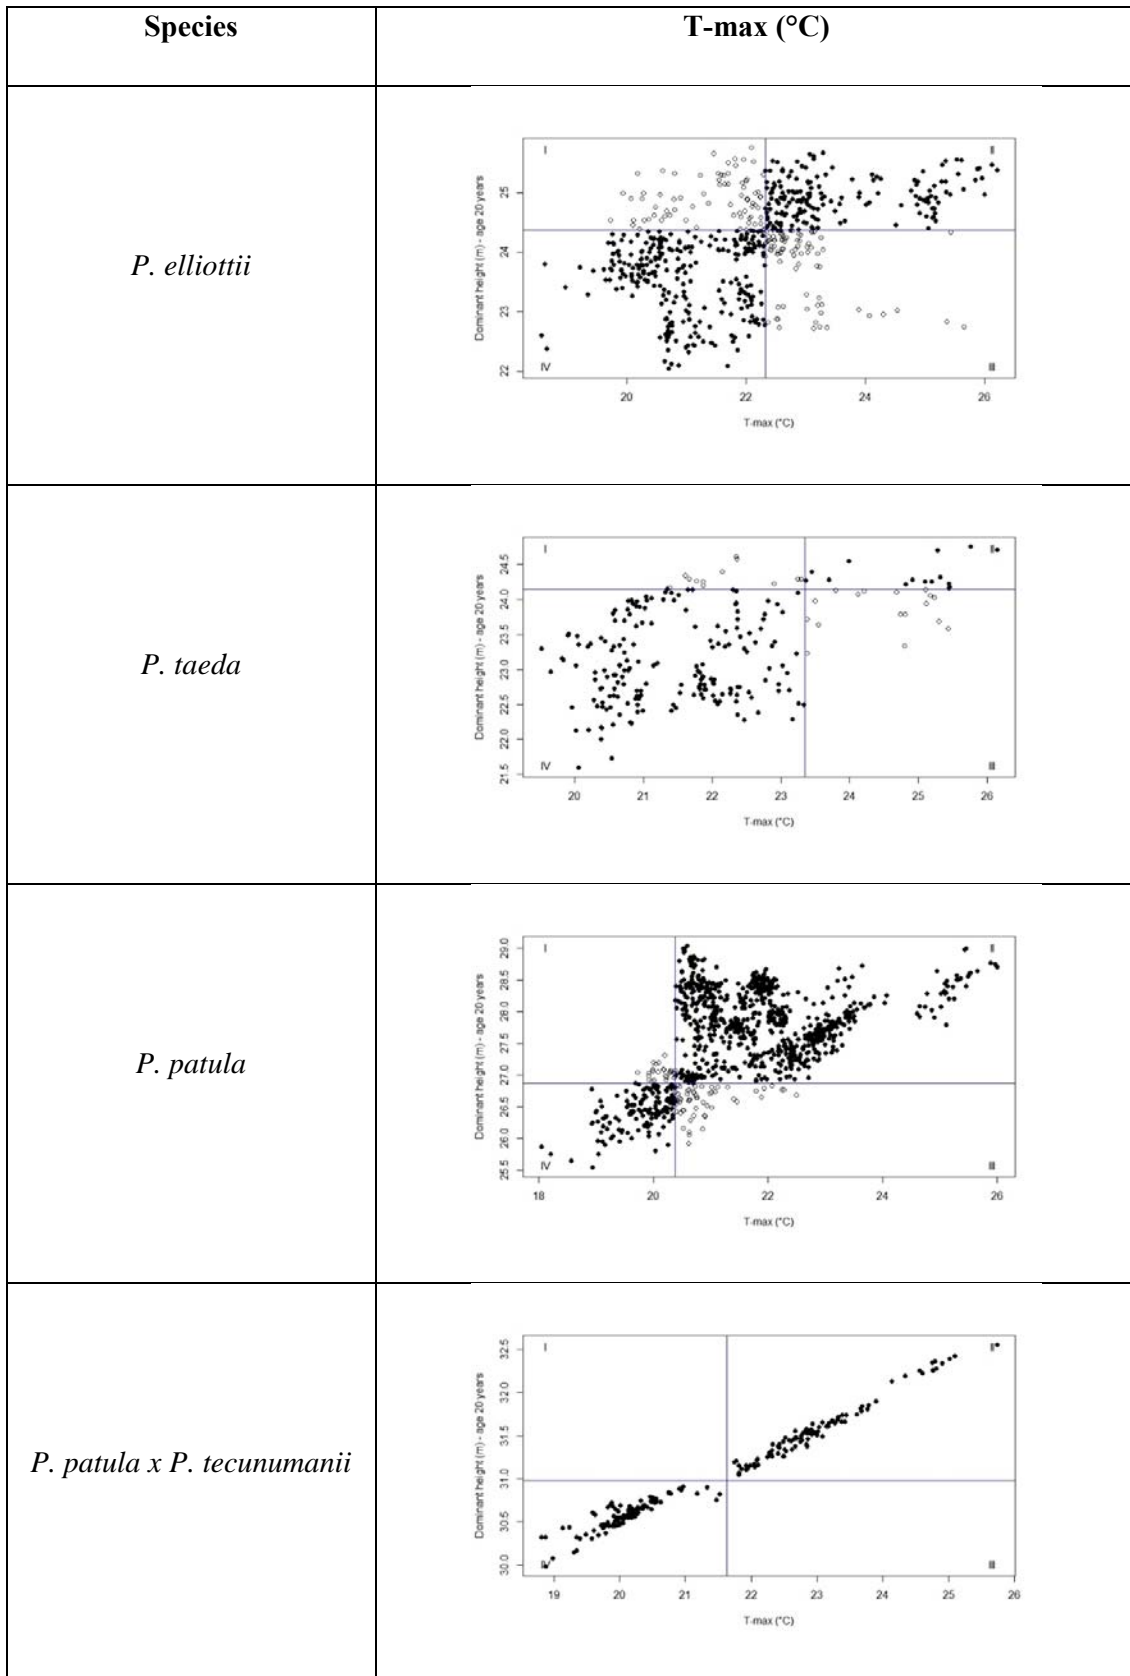 Species
T-max (°C)
P. elliottii
I
II
IV
III
Dominant height (m) - age 20 years
22 23 24 25
20 22 24 26
T-max (°C)
P. taeda
I
II
IV
III
Dominant height (m) - age 20 years
21.5 22.0 22.5 23.0 23.5 24.0 24.5
20 21 22 23 24 25 26
T-max (°C)
P. patula
I
II
IV
III
Dominant height (m) - age 20 years
25.5 26.0 26.5 27.0 27.5 28.0 28.5 29.0
18 20 22 24 26
T-max (°C)
P. patula x P. tecunumanii
I
II
IV
III
Dominant height (m) - age 20 years
30.0 30.5 31.0 31.5 32.0 32.5
19 20 21 22 23 24 25 26
T-max (°C)